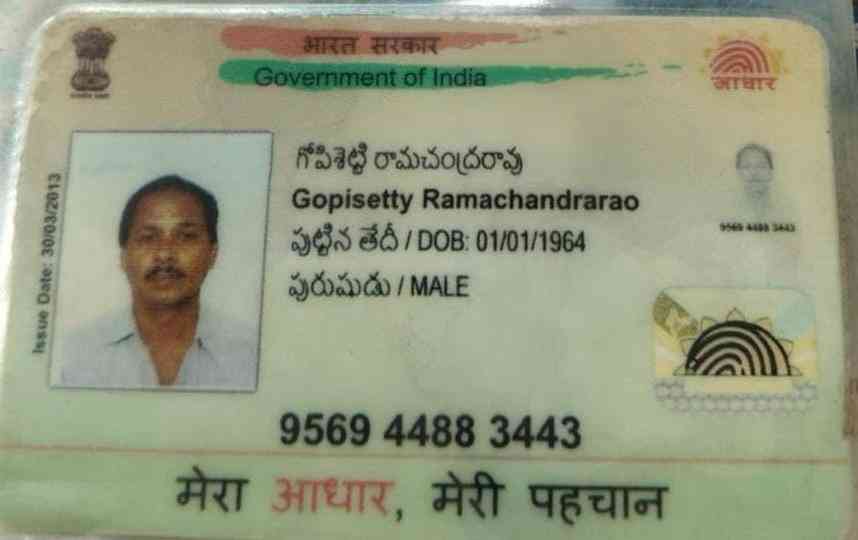 भारत सरकार
Government of India
आधार
Issue Date: 30/03/2013
గోపిశెట్టి రామచంద్రరావు
Gopisetty Ramachandrarao
పుట్టిన తేదీ / DOB: 01/01/1964
పురుషుడు / MALE
9569 4488 3443
9569 4488 3443
मेरा आधार, मेरी पहचान